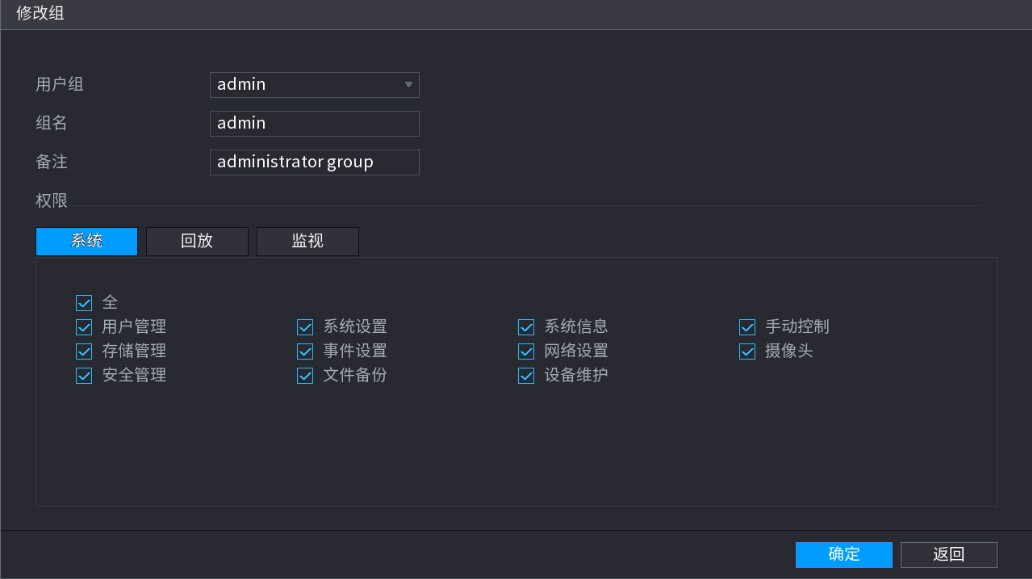 修改组
用户组 admin
组名 admin
备注 administrator group
权限
系统 回放 监视
全
用户管理 系统设置 系统信息 手动控制
存储管理 事件设置 网络设置 摄像头
安全管理 文件备份 设备维护
确定 返回